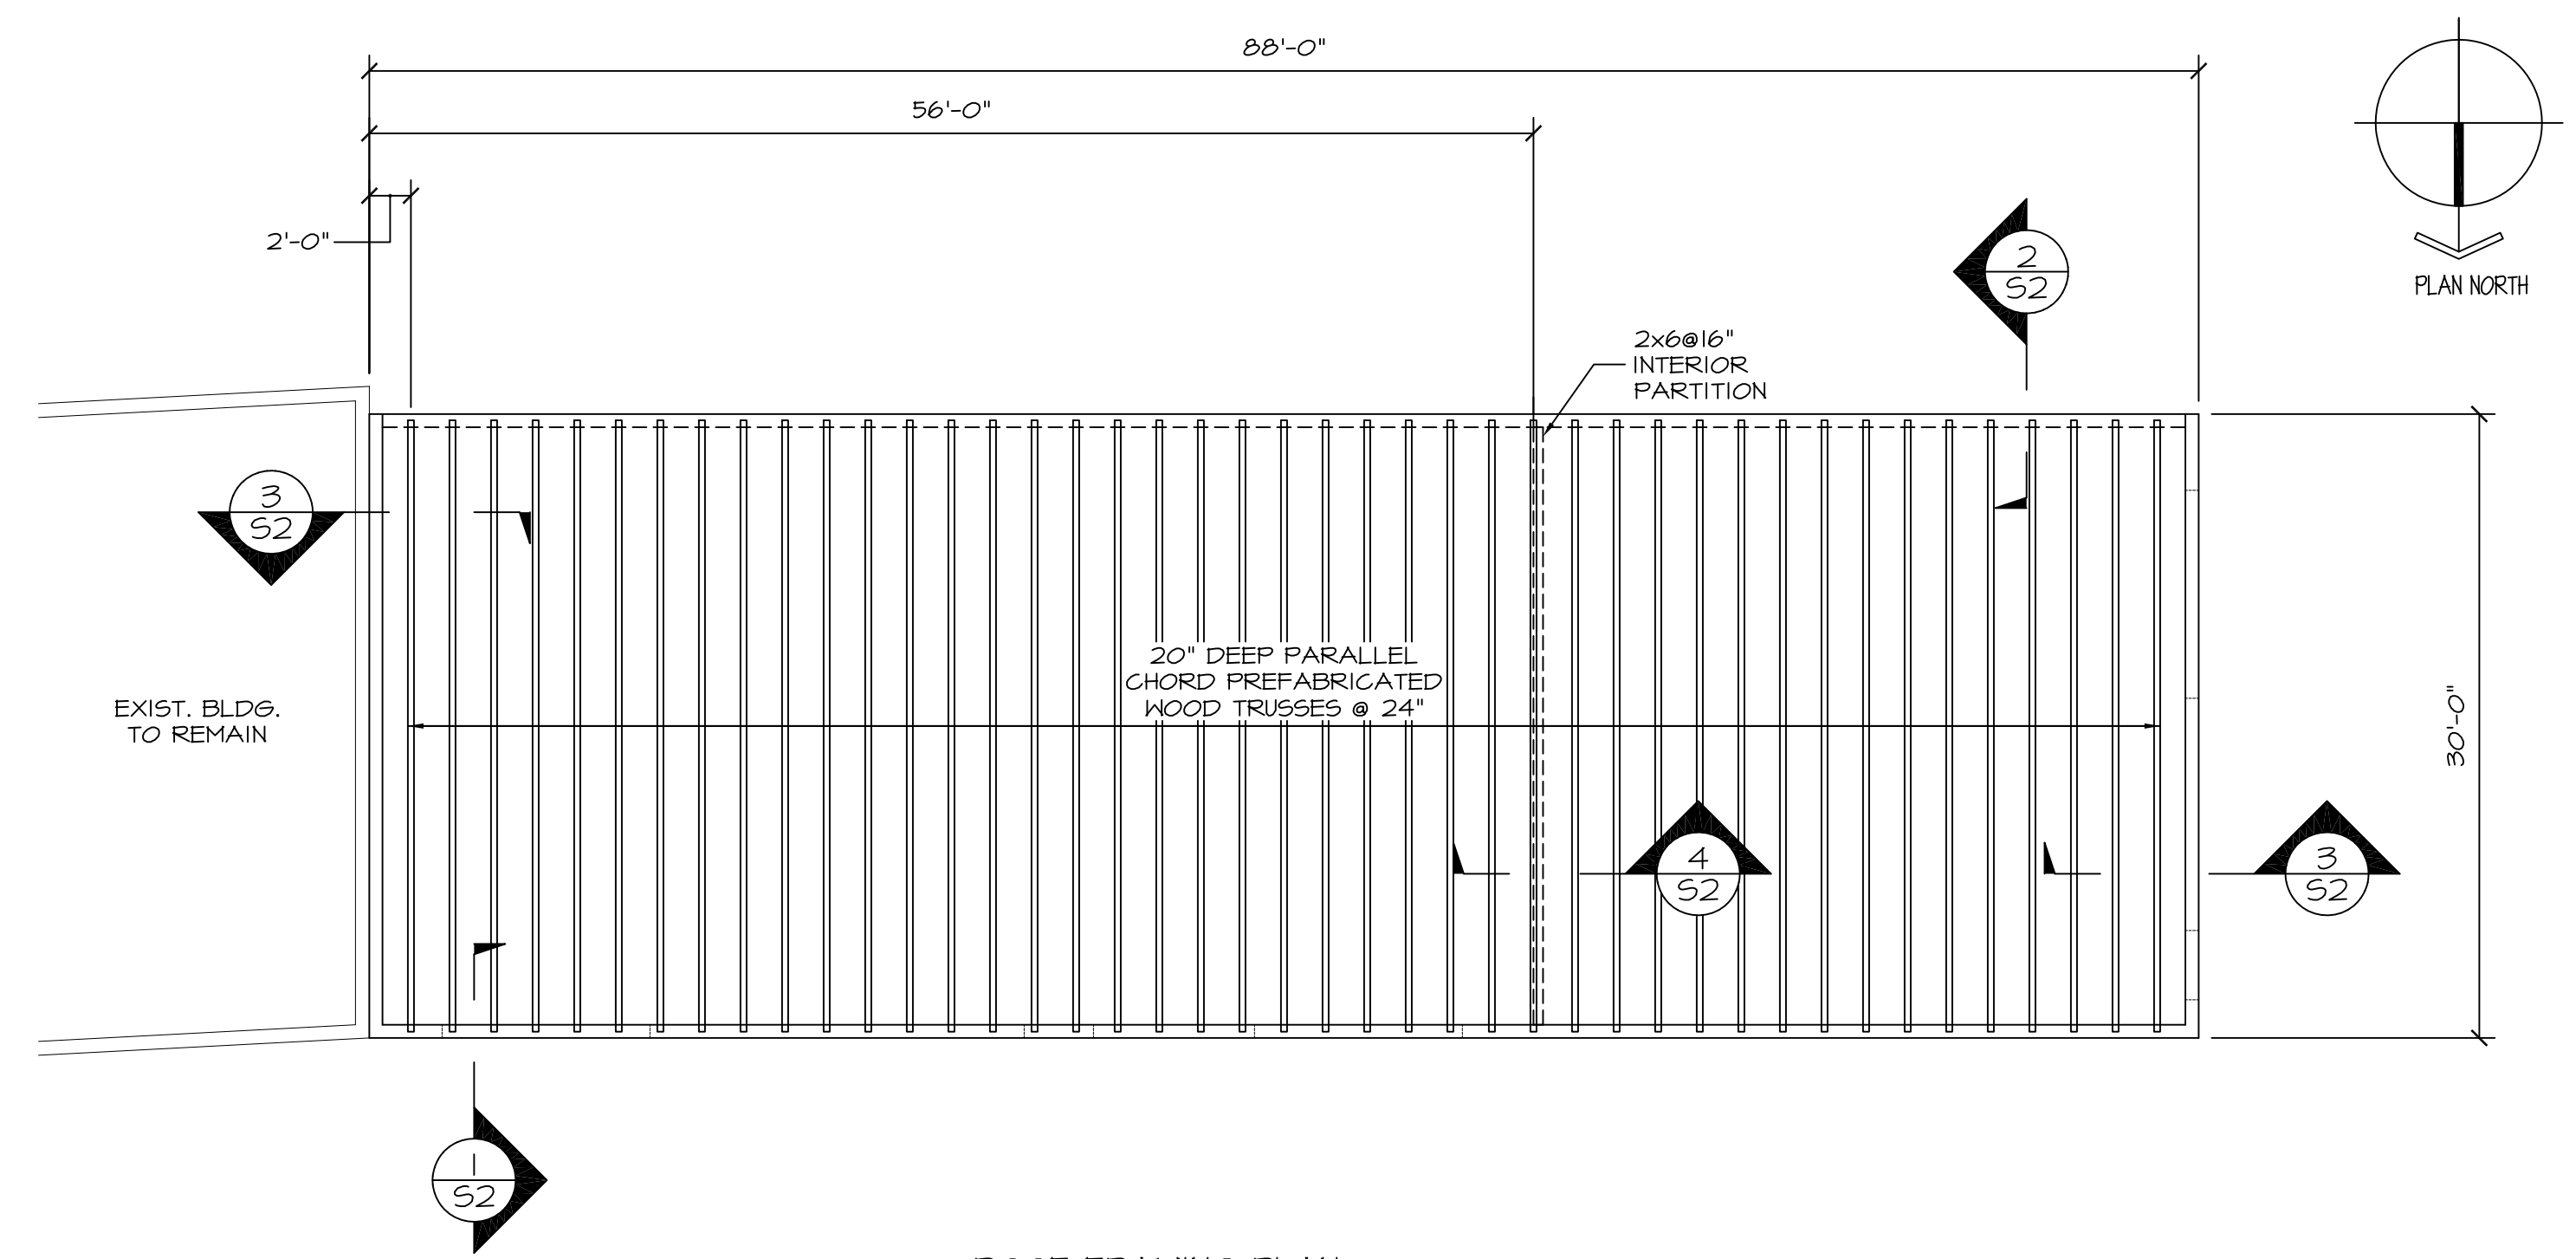 88'-0"
56'-0"
2'-0"
2
S2
PLAN NORTH
2x6@16"
INTERIOR
PARTITION
3
S2
20" DEEP PARALLEL
CHORD PREFABRICATED
WOOD TRUSSES @ 24"
EXIST. BLDG.
TO REMAIN
30'-0"
4
S2
3
S2
1
S2